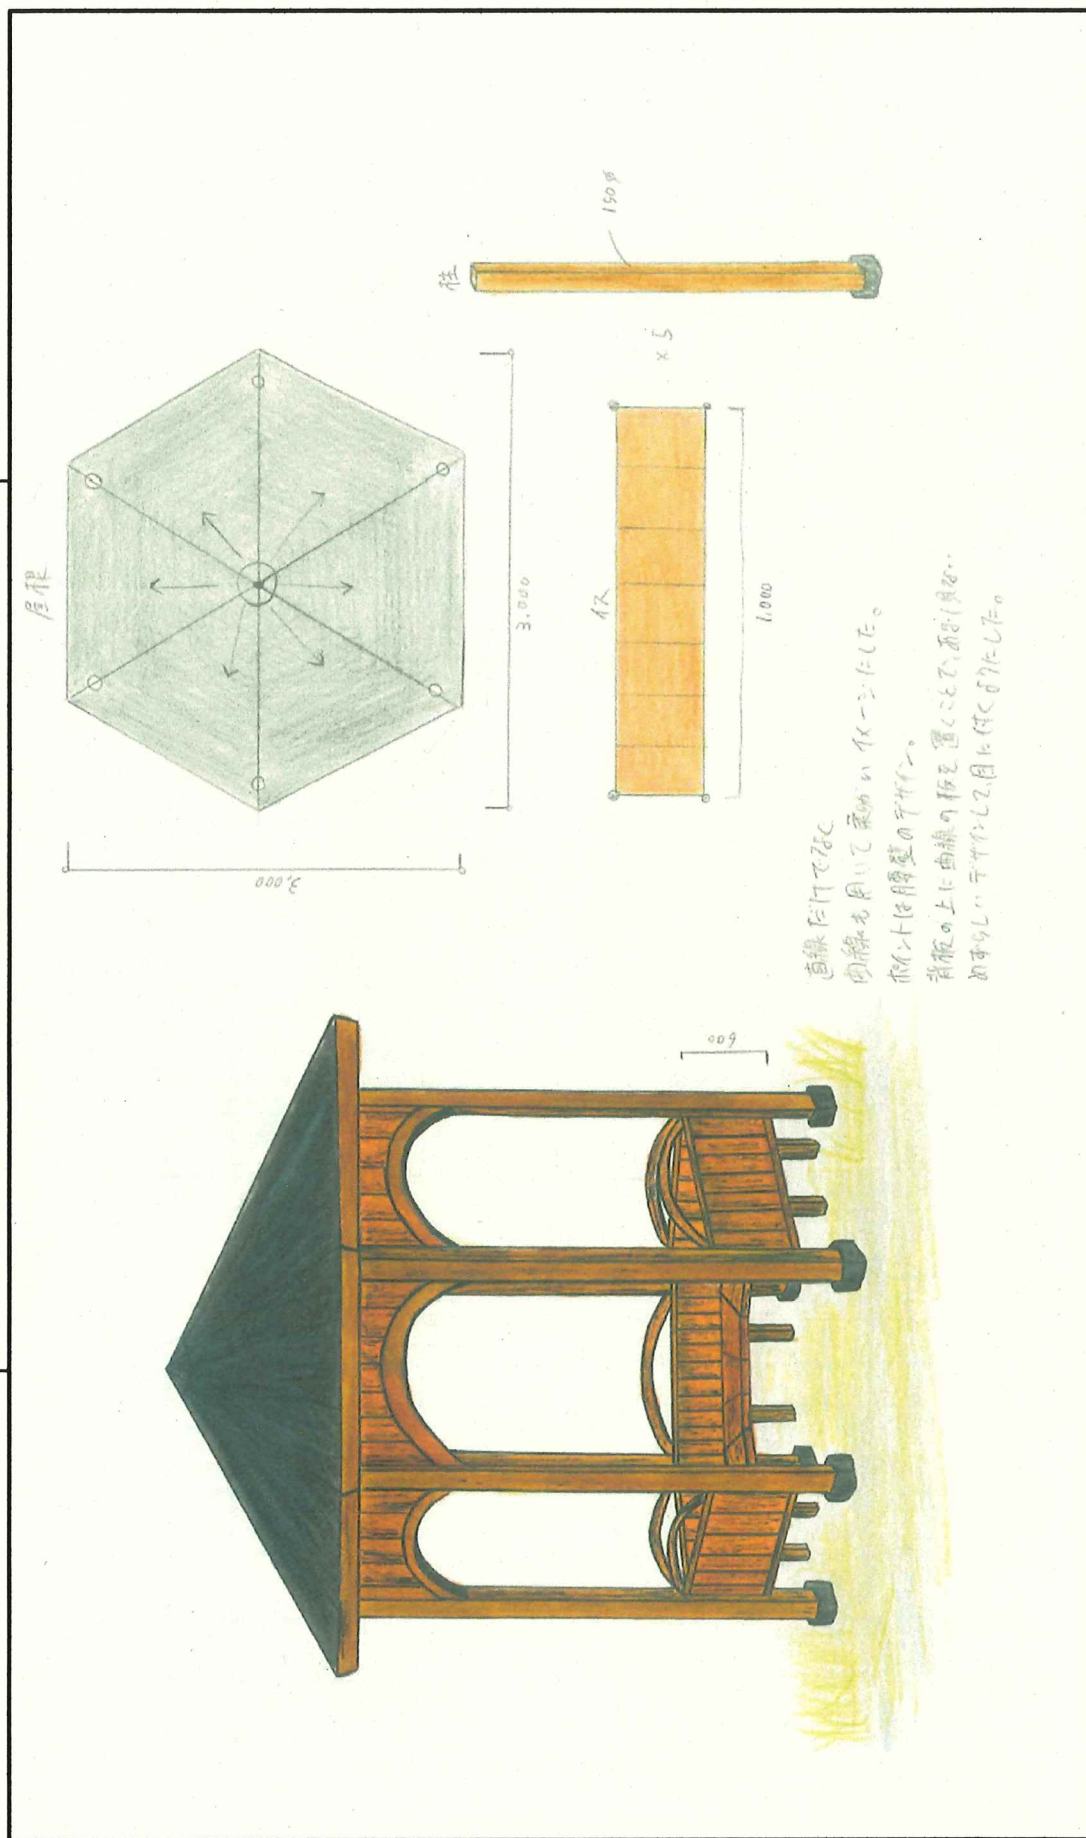 屋根
3,000
3,000
イス
1,000
×5
柱
150φ
600
直線だけでなく
曲線も用いて柔かいイメージにした。
ポイントは腰壁のデザイン。
背板の上に曲線の板を置くことで、あまり見ない
めずらしいデザインで、目に付くようにした。